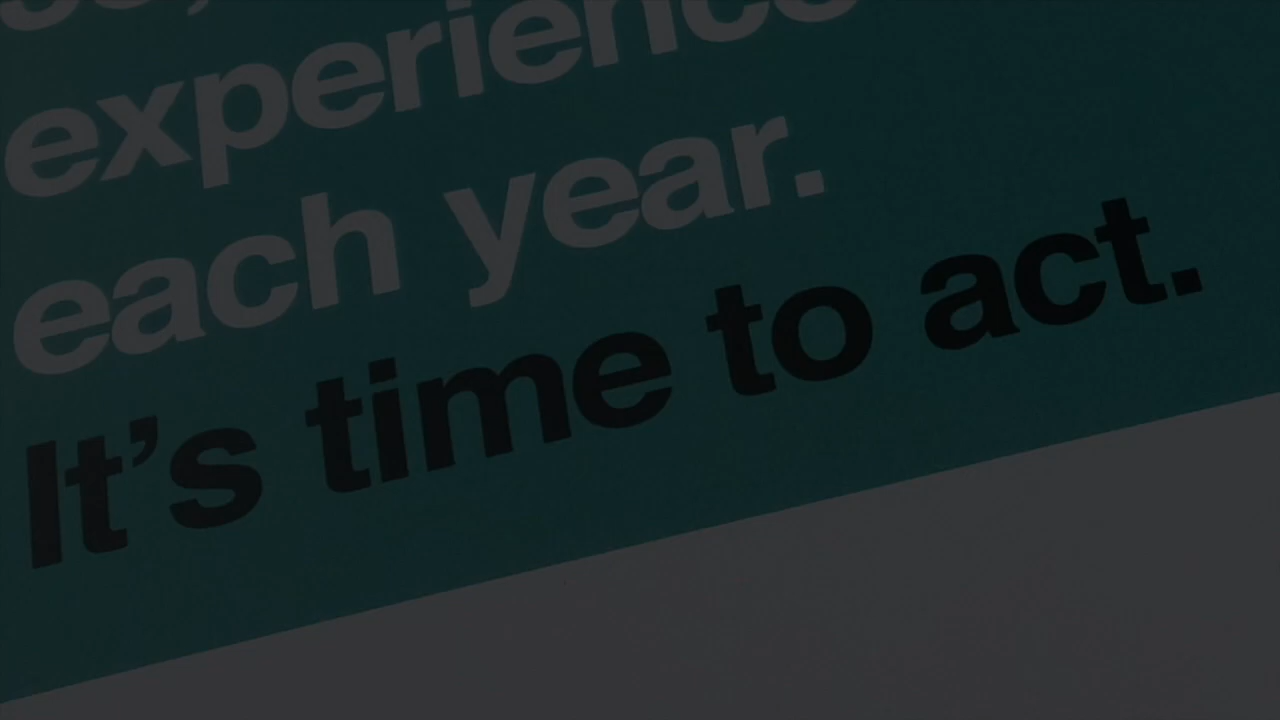 experience
each year.
It's time to act.